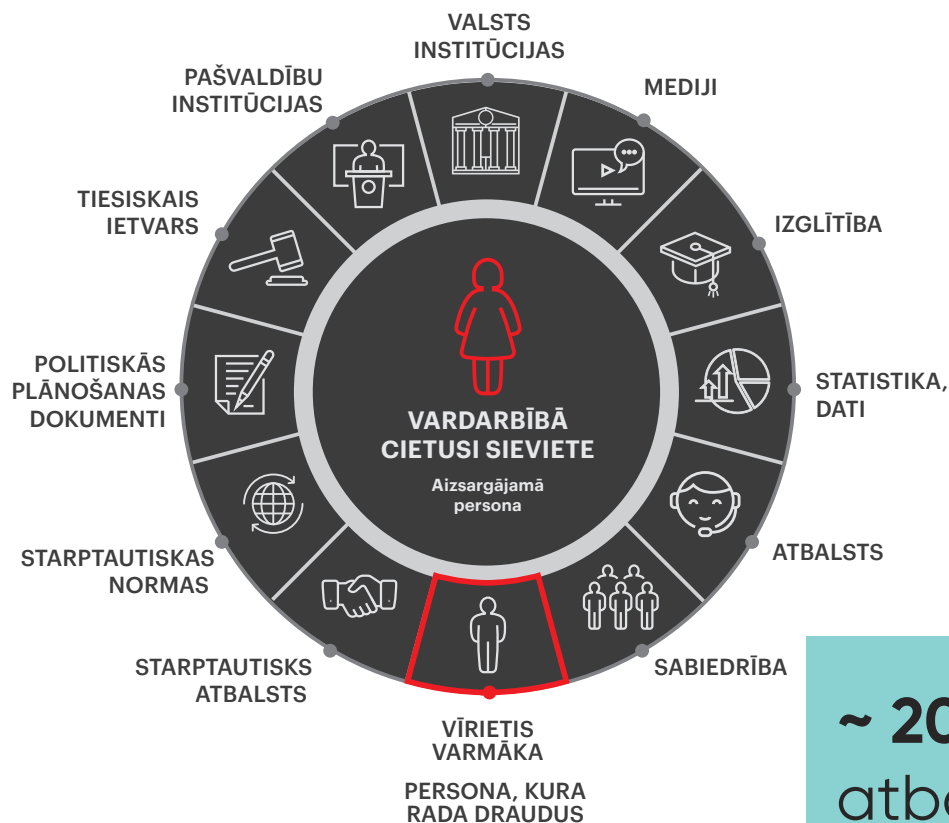 VALSTS
INSTITŪCIJAS
MEDIJI
IZGLĪTĪBA
STATISTIKA,
DATI
ATBALSTS
SABIEDRĪBA
VĪRIETIS
VARMĀKA
PERSONA, KURA
RADA DRAUDUS
STARPTAUTISKS
ATBALSTS
STARPTAUTISKAS
NORMAS
POLITISKĀS
PLĀNOŠANAS
DOKUMENTI
TIESISKAIS
IETVARS
PAŠVALDĪBU
INSTITŪCIJAS
VARDARBĪBĀ
CIETUSI SIEVIETE
Aizsargājamā
persona
~ 20